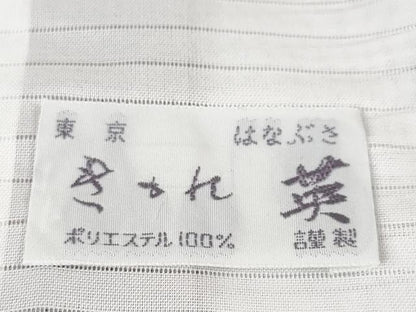 東京 はなぶさ
きもの 英
ポリエステル100% 謹製